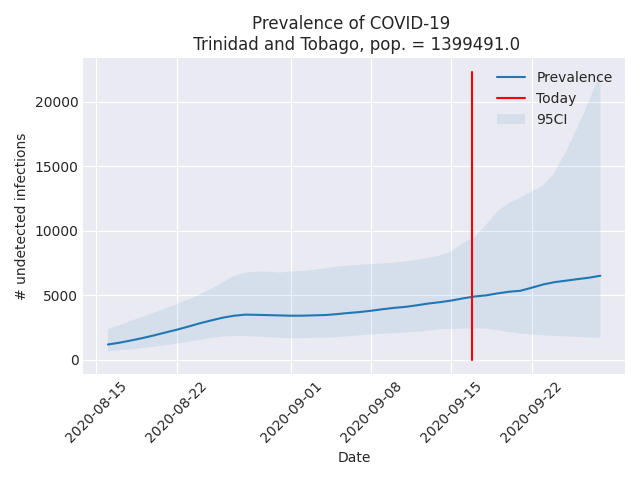 Prevalence of COVID-19
Trinidad and Tobago, pop. = 1399491.0
Prevalence
Today
95CI
20000
15000
10000
5000
0
# undetected infections
2020-08-15
2020-08-22
2020-09-01
2020-09-08
2020-09-15
2020-09-22
Date